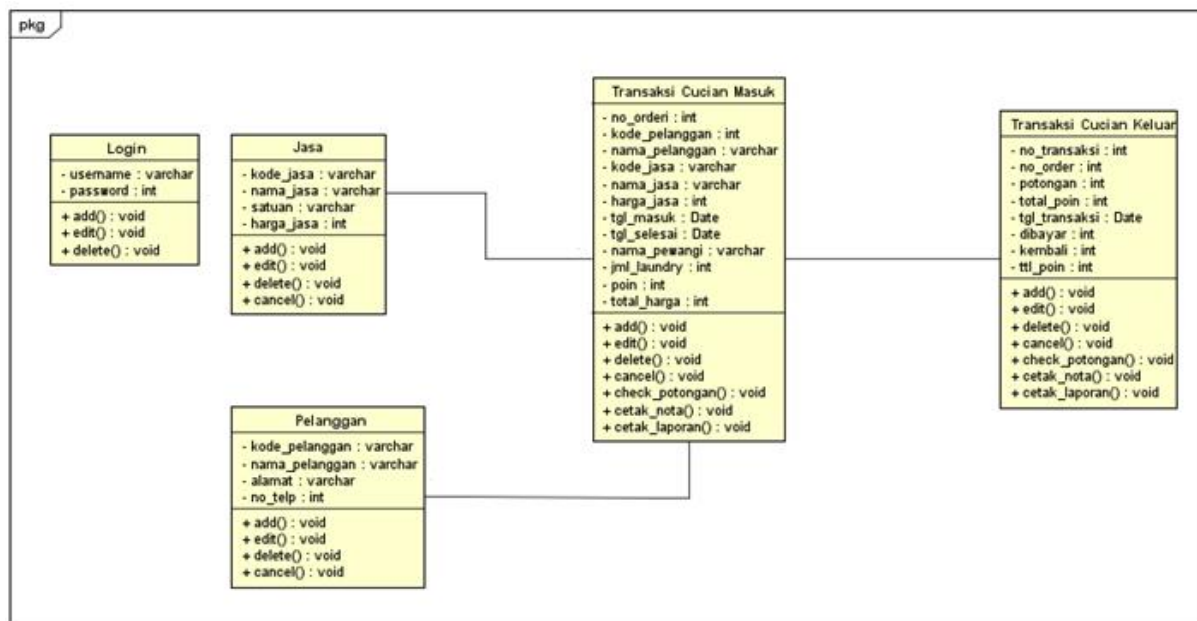 pkg
Login
- username : varchar
- password : int
+ add() : void
+ edit() : void
+ delete() : void
Jasa
- kode_jasa : varchar
- nama_jasa : varchar
- satuan : varchar
- harga_jasa : int
+ add() : void
+ edit() : void
+ delete() : void
+ cancel() : void
Pelanggan
- kode_pelanggan : varchar
- nama_pelanggan : varchar
- alamat : varchar
- no_telp : int
+ add() : void
+ edit() : void
+ delete() : void
+ cancel() : void
Transaksi Cucian Masuk
- no_orderi : int
- kode_pelanggan : int
- nama_pelanggan : varchar
- kode_jasa : varchar
- nama_jasa : varchar
- harga_jasa : int
- tgl_masuk : Date
- tgl_selesai : Date
- nama_pewangi : varchar
- jml_laundry : int
- poin : int
- total_harga : int
+ add() : void
+ edit() : void
+ delete() : void
+ cancel() : void
+ check_potongan() : void
+ cetak_nota() : void
+ cetak_laporan() : void
Transaksi Cucian Keluar
- no_transaksi : int
- no_order : int
- potongan : int
- total_poin : int
- tgl_transaksi : Date
- dibayar : int
- kembali : int
- ttl_poin : int
+ add() : void
+ edit() : void
+ delete() : void
+ cancel() : void
+ check_potongan() : void
+ cetak_nota() : void
+ cetak_laporan() : void